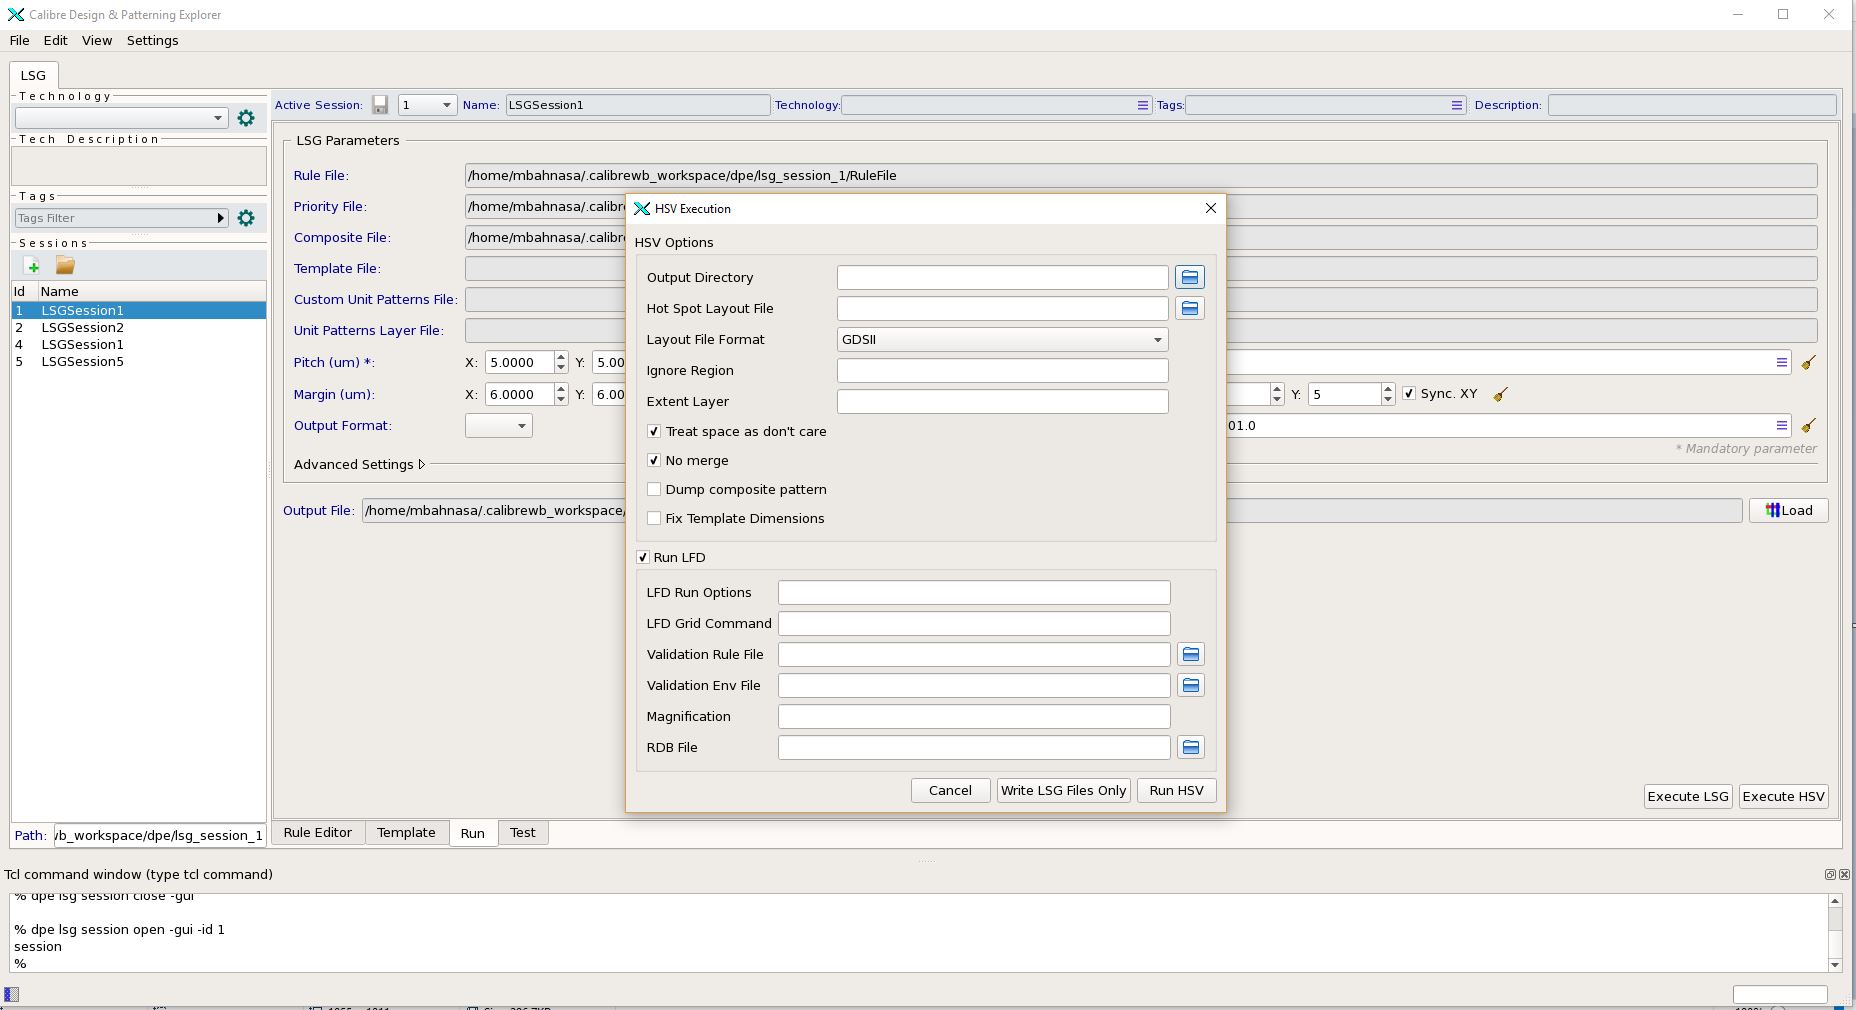 Calibre Design & Patterning Explorer
File Edit View Settings
LSG
Technology
Tech Description
Tags
Tags Filter
Sessions
Id Name
1 LSGSession1
2 LSGSession2
4 LSGSession1
5 LSGSession5
Path: /b_workspace/dpe/lsg_session_1
Active Session: 1 Name: LSGSession1 Technology: Tags: Description:
LSG Parameters
Rule File: /home/mbahnasa/.calibrewb_workspace/dpe/lsg_session_1/RuleFile
Priority File: /home/mbahnasa/.calibre
Composite File: /home/mbahnasa/.calibre
Template File:
Custom Unit Patterns File:
Unit Patterns Layer File:
Pitch (um) *: X: 5.0000 Y: 5.00
Margin (um): X: 6.0000 Y: 6.00 Y: 5 Sync. XY
Output Format: 01.0
* Mandatory parameter
Advanced Settings
Output File: /home/mbahnasa/.calibrewb_workspace/ Load
HSV Execution
HSV Options
Output Directory
Hot Spot Layout File
Layout File Format GDSII
Ignore Region
Extent Layer
Treat space as don't care
No merge
Dump composite pattern
Fix Template Dimensions
Run LFD
LFD Run Options
LFD Grid Command
Validation Rule File
Validation Env File
Magnification
RDB File
Cancel Write LSG Files Only Run HSV
Execute LSG Execute HSV
Rule Editor Template Run Test
Tcl command window (type tcl command)
% dpe lsg session close -gui
% dpe lsg session open -gui -id 1
session
%